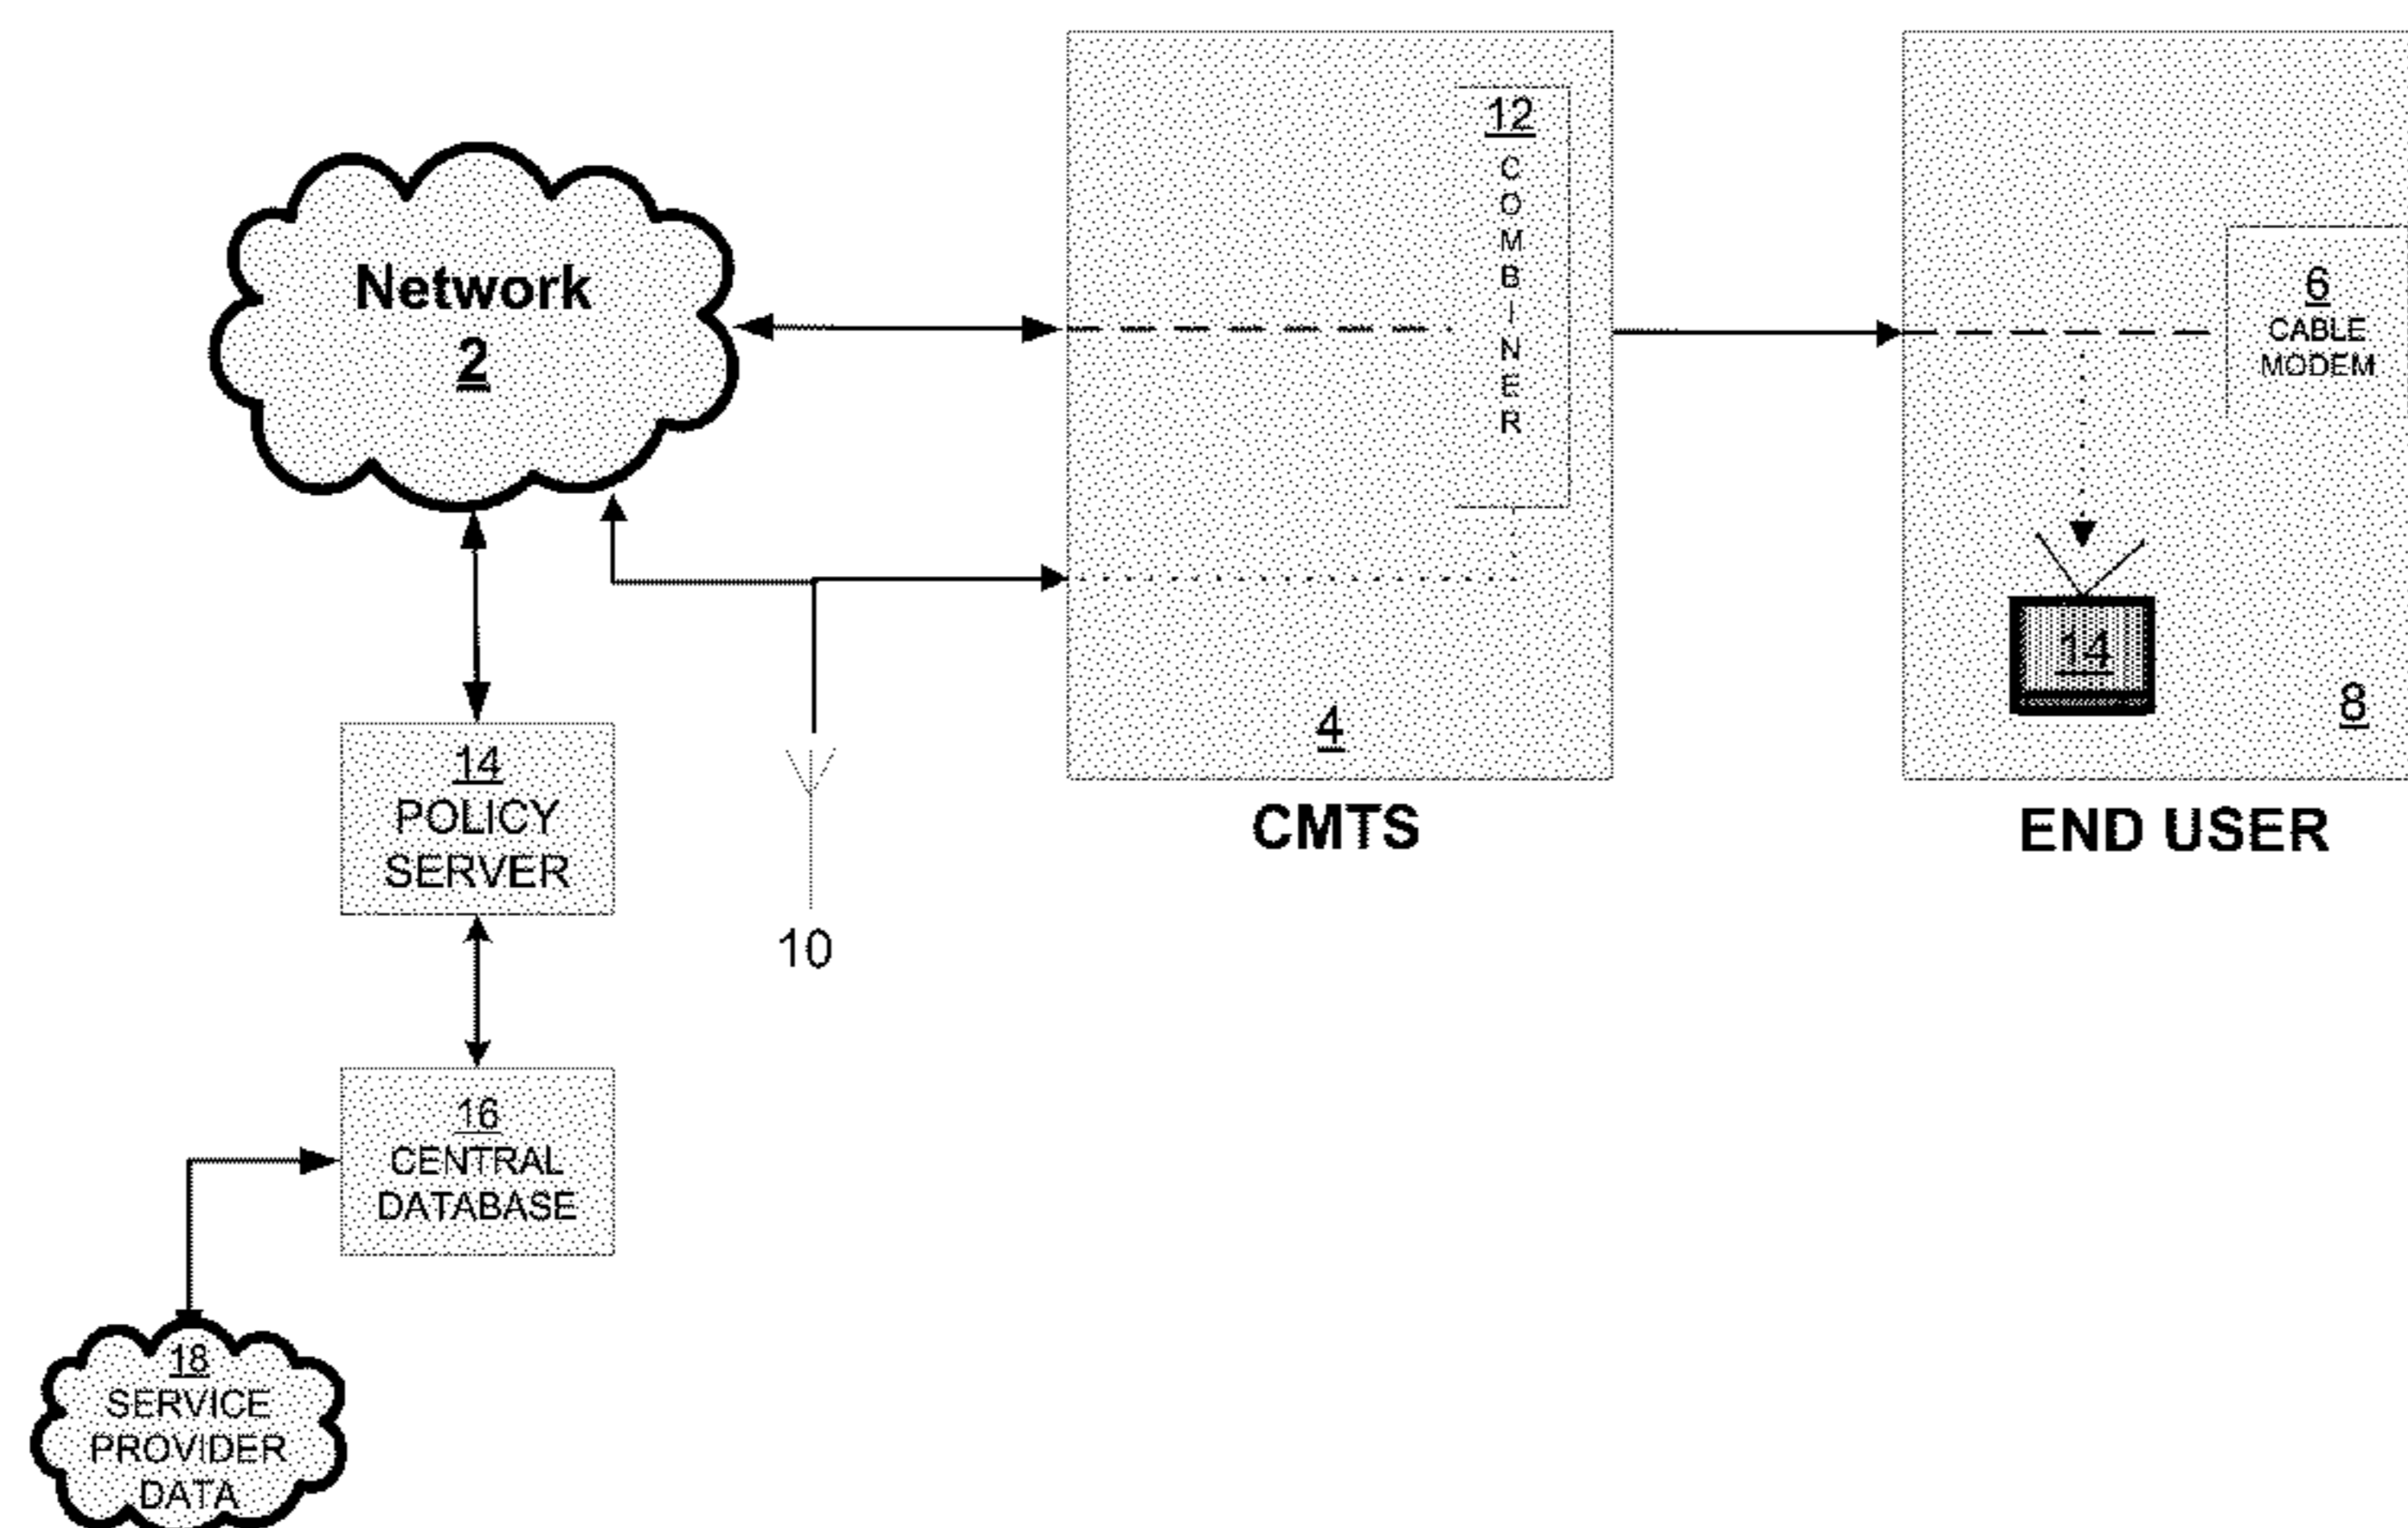 Network
2
12
C
O
M
B
I
N
E
R
4
CMTS
6
CABLE
MODEM
14
8
END USER
14
POLICY
SERVER
10
16
CENTRAL
DATABASE
18
SERVICE
PROVIDER
DATA